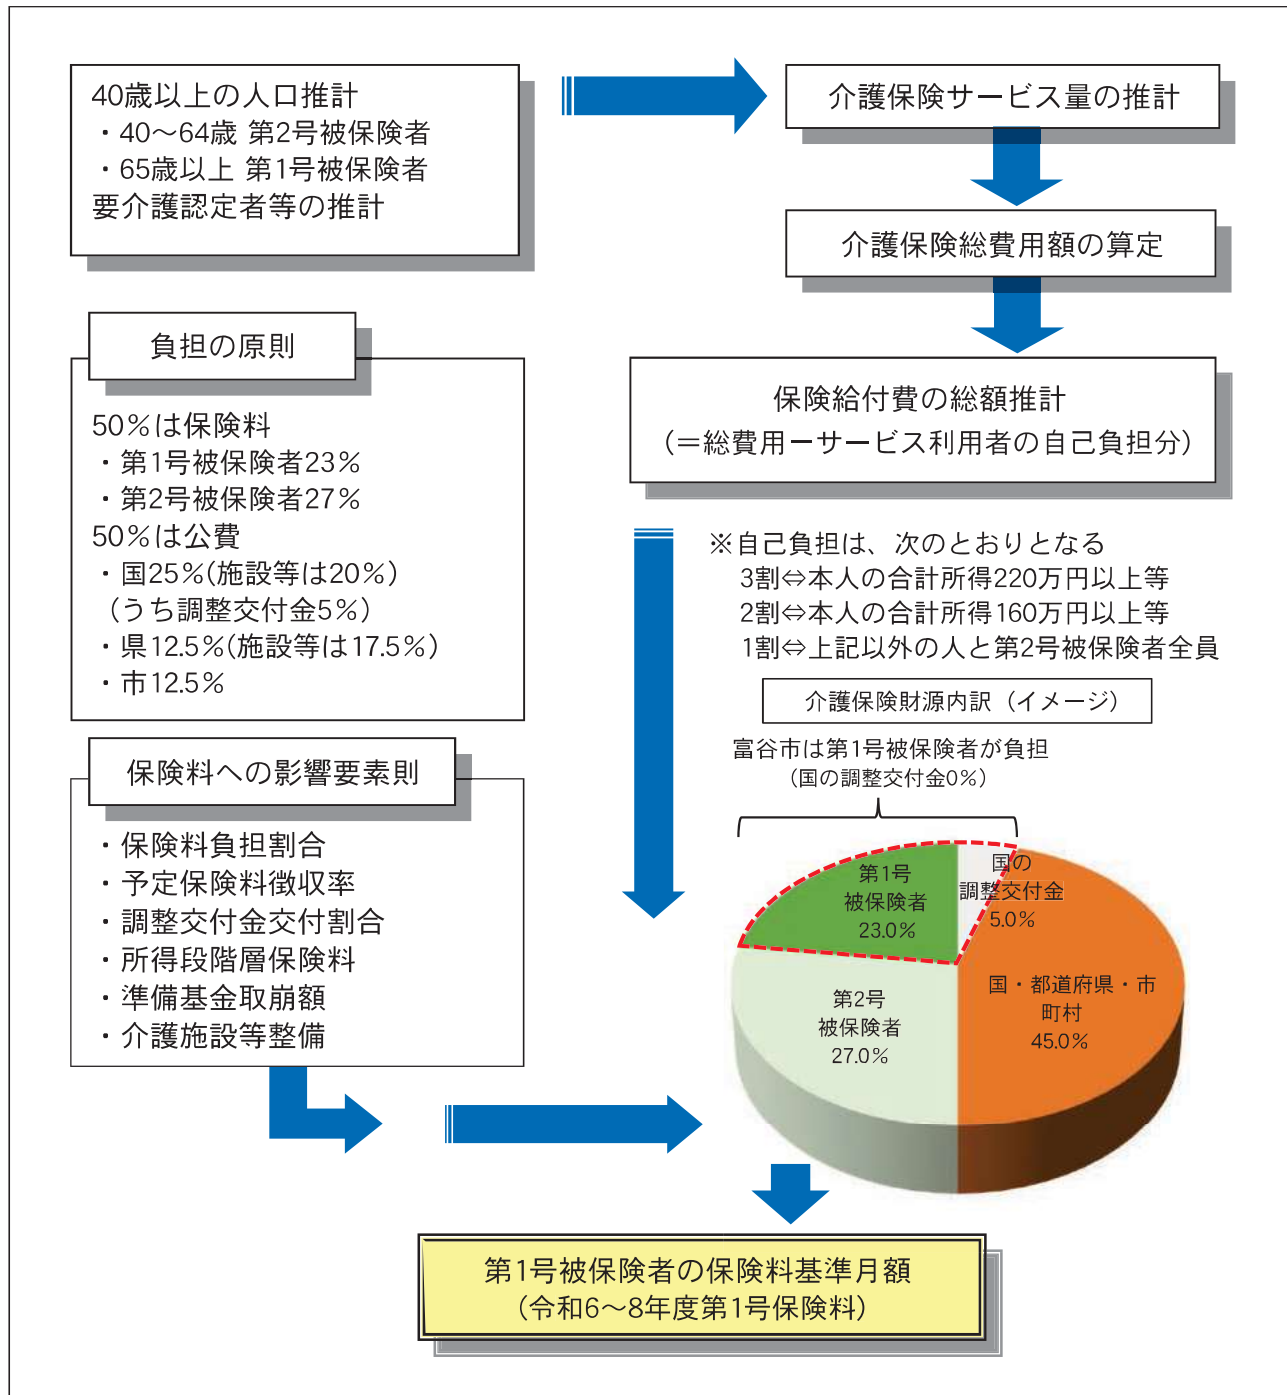 40歳以上の人口推計
・40～64歳 第2号被保険者
・65歳以上 第1号被保険者
要介護認定者等の推計
介護保険サービス量の推計
介護保険総費用額の算定
保険給付費の総額推計
（＝総費用ーサービス利用者の自己負担分）
負担の原則
50％は保険料
・第1号被保険者23％
・第2号被保険者27％
50％は公費
・国25％(施設等は20％)
（うち調整交付金5％）
・県12.5％(施設等は17.5％)
・市12.5％
※自己負担は、次のとおりとなる
3割⇔本人の合計所得220万円以上等
2割⇔本人の合計所得160万円以上等
1割⇔上記以外の人と第2号被保険者全員
保険料への影響要素則
・保険料負担割合
・予定保険料徴収率
・調整交付金交付割合
・所得段階層保険料
・準備基金取崩額
・介護施設等整備
介護保険財源内訳（イメージ）
富谷市は第1号被保険者が負担
（国の調整交付金0％）
第1号
被保険者
23.0％
国の
調整交付金
5.0％
第2号
被保険者
27.0％
国・都道府県・市
町村
45.0％
第1号被保険者の保険料基準月額
（令和6～8年度第1号保険料）